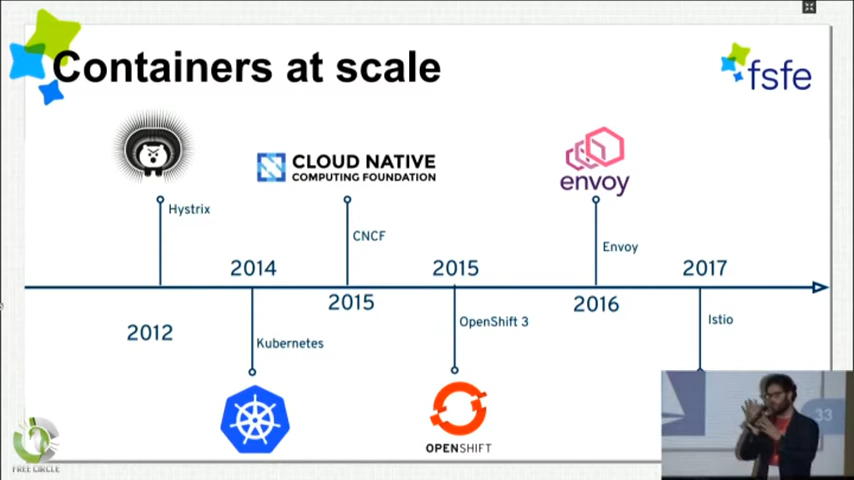 Containers at scale
fsfe
CLOUD NATIVE
COMPUTING FOUNDATION
envoy
Hystrix
CNCF
Envoy
2014
2015
2017
2015
2016
2012
OpenShift 3
Istio
Kubernetes
OPENSHIFT
33
FREE CIRCLE